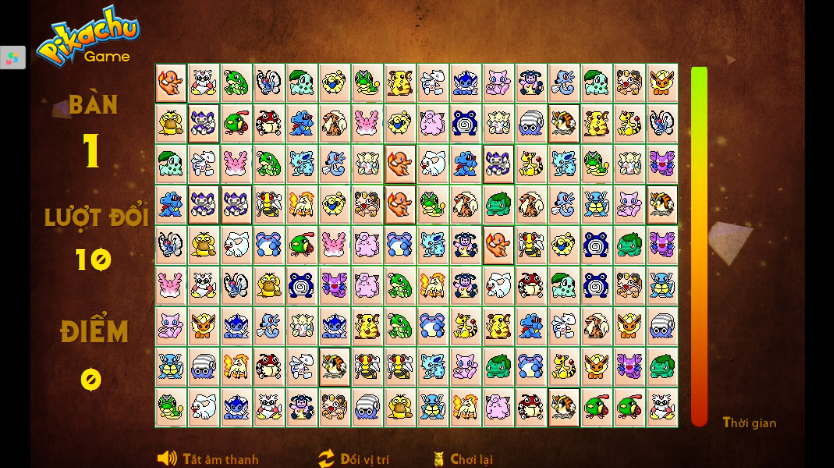 Pikachu
Game
BÀN
1
LƯỢT ĐỔI
10
ĐIỂM
0
Thời gian
Tắt âm thanh
Đổi vị trí
Chơi lại